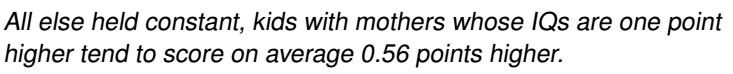 All else held constant, kids with mothers whose IQs are one point
higher tend to score on average 0.56 points higher.